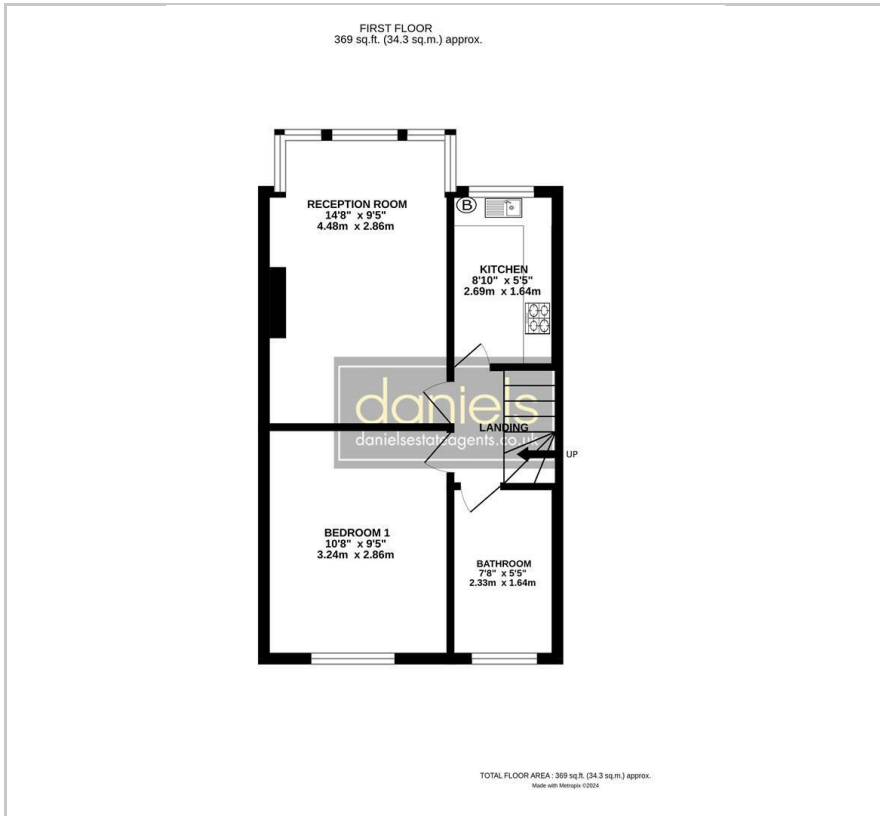 FIRST FLOOR
369 sq.ft. (34.3 sq.m.) approx.
RECEPTION ROOM
14'8" x 9'5"
4.48m x 2.86m
B
KITCHEN
8'10" x 5'5"
2.69m x 1.64m
daniels
LANDING
danielsestateagents.co.uk
UP
BEDROOM 1
10'8" x 9'5"
3.24m x 2.86m
BATHROOM
7'8" x 5'5"
2.33m x 1.64m
TOTAL FLOOR AREA : 369 sq.ft. (34.3 sq.m.) approx.
Made with Metropix ©2024